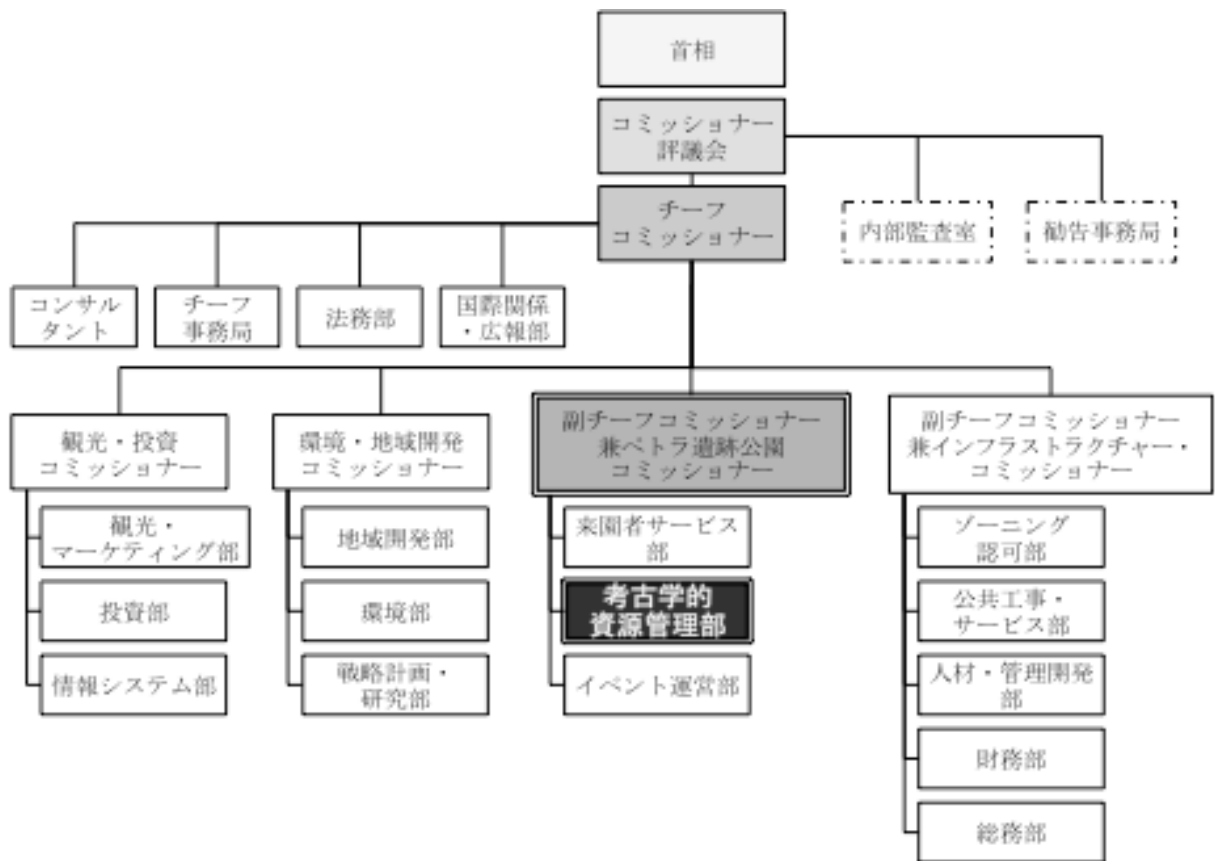 首相
コミッショナー
評議会
チーフ
コミッショナー
内部監査室
勧告事務局
コンサル
タント
チーフ
事務局
法務部
国際関係
・広報部
観光・投資
コミッショナー
環境・地域開発
コミッショナー
副チーフコミッショナー
兼ペトラ遺跡公園
コミッショナー
副チーフコミッショナー
兼インフラストラクチャー・
コミッショナー
観光・
マーケティング部
投資部
情報システム部
地域開発部
環境部
戦略計画・
研究部
来園者サービス
部
考古学的
資源管理部
イベント運営部
ゾーニング
認可部
公共工事・
サービス部
人材・管理開発
部
財務部
総務部